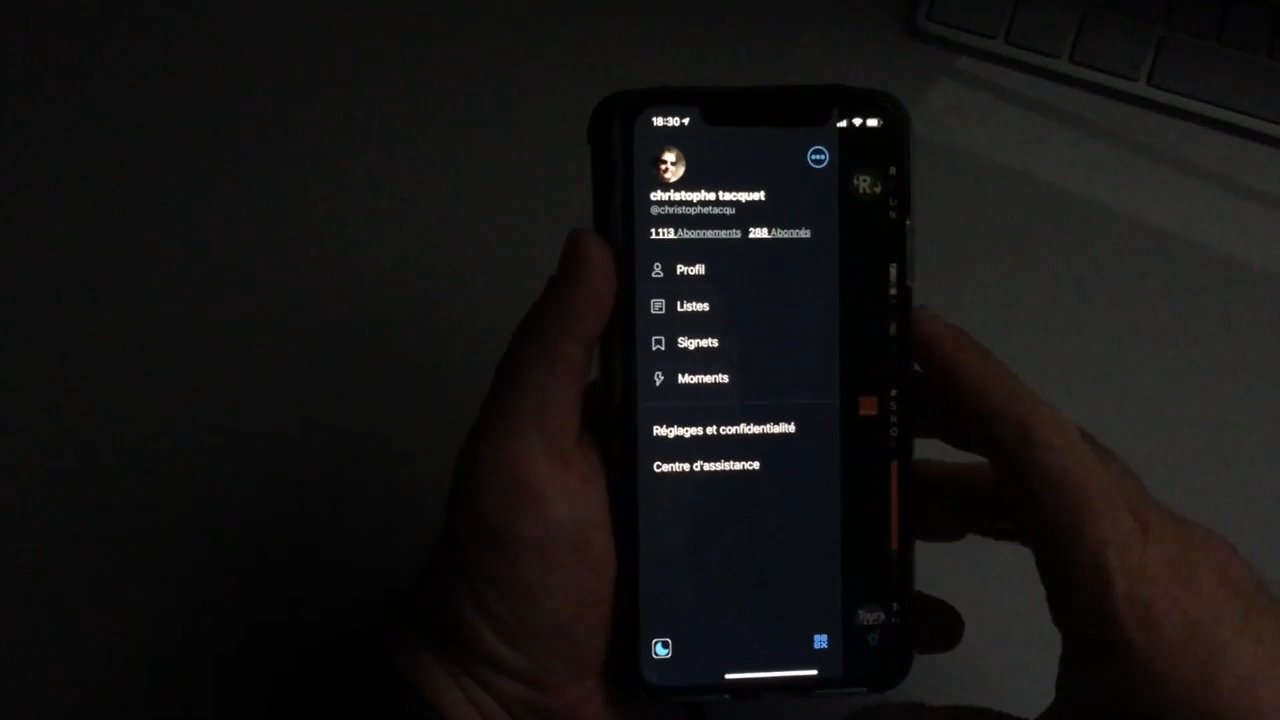 18:30
christophe tacquet
@christophetacqu
1 113 Abonnements 288 Abonnés
Profil
Listes
Signets
Moments
Réglages et confidentialité
Centre d'assistance